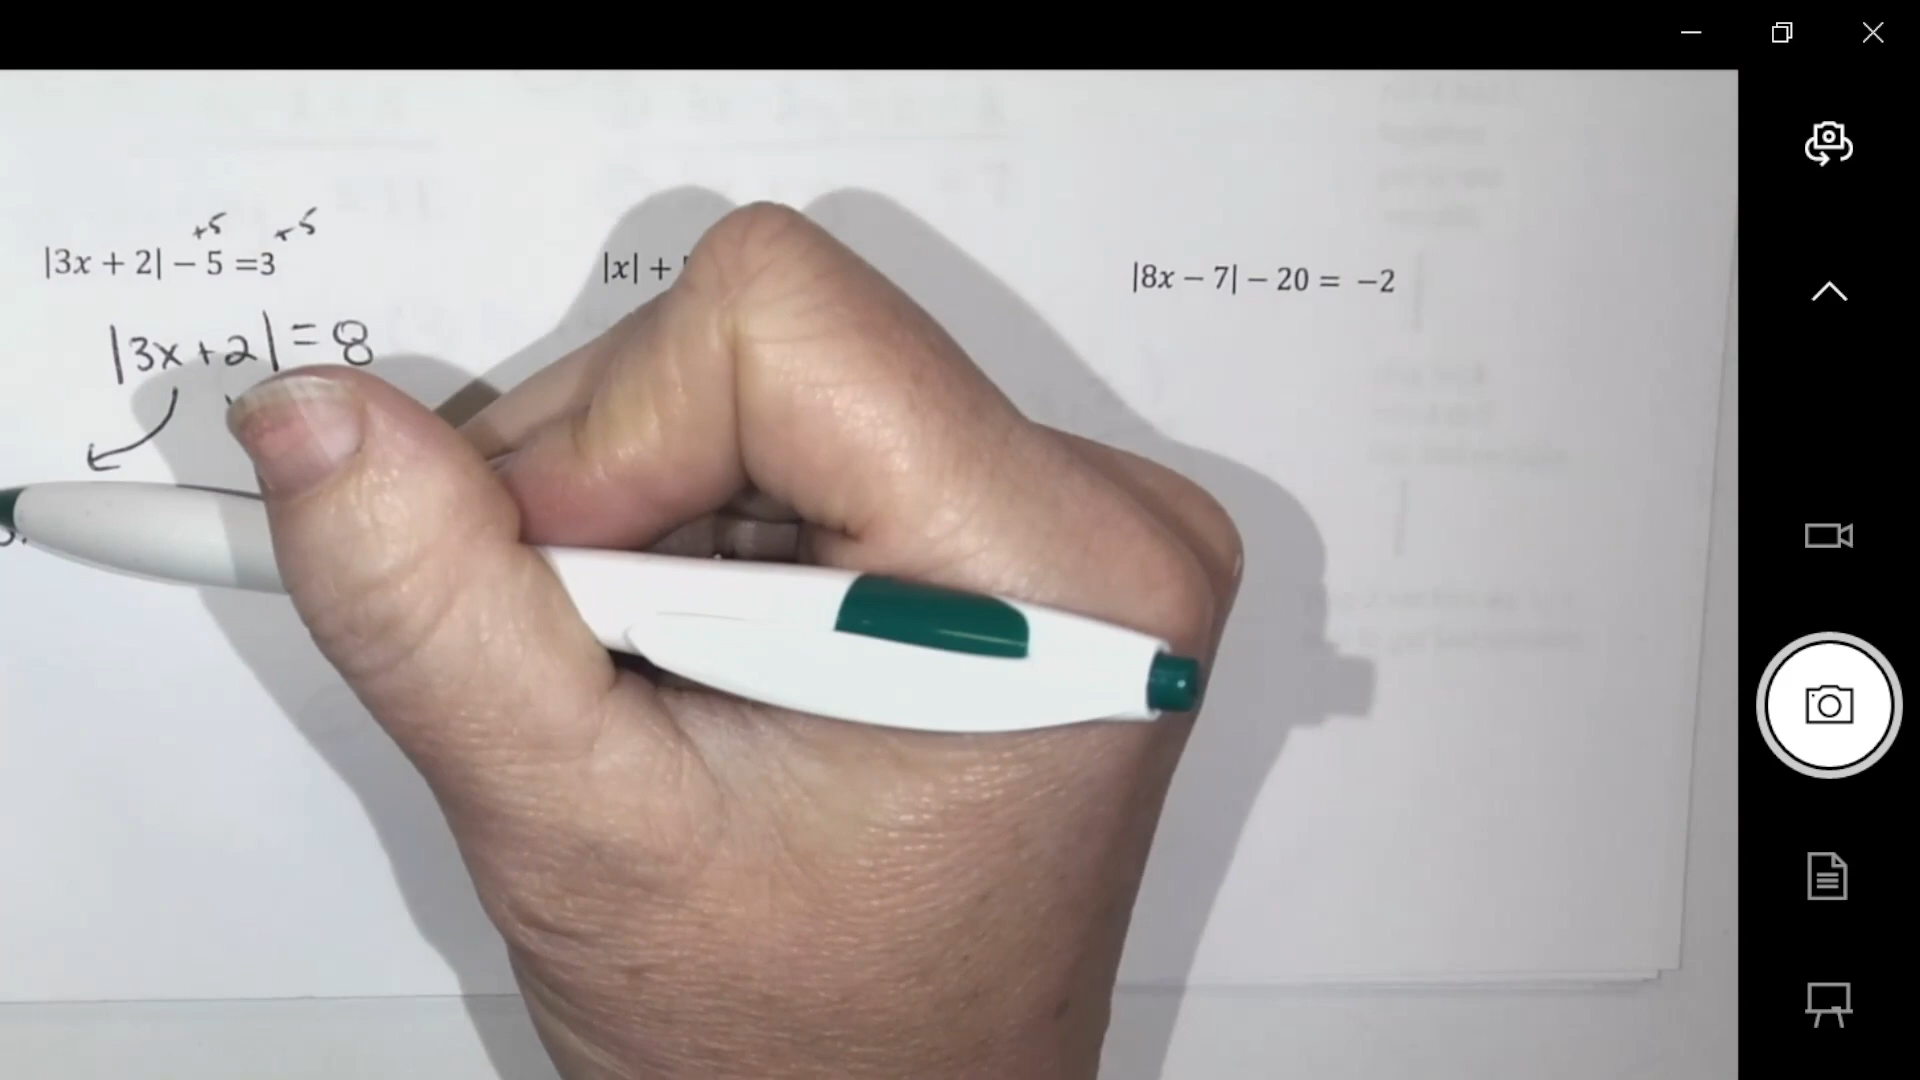 +5 +5
|3x + 2| − 5 =3
|3x+2| = 8
|x| +
|8x − 7| − 20 = −2